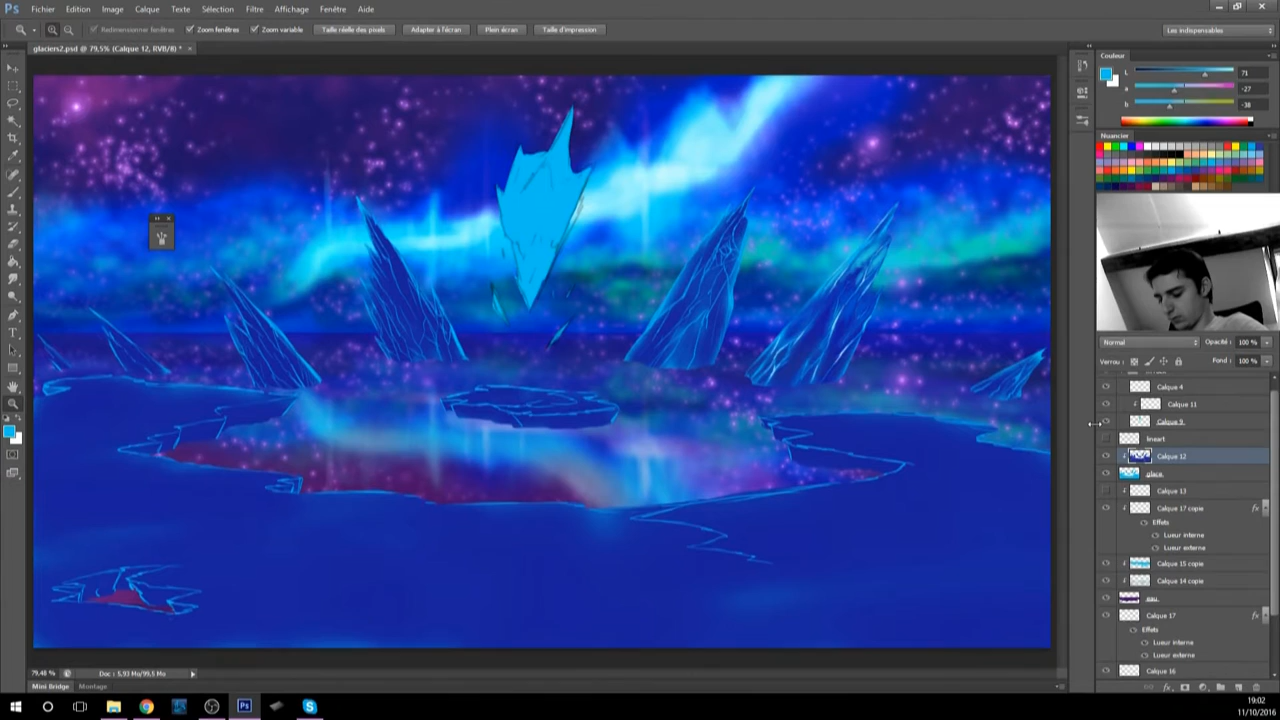 Ps Fichier Edition Image Calque Texte Sélection Filtre Affichage Fenêtre Aide
Redimensionner fenêtres Zoom fenêtres Zoom variable Taille réelle des pixels Adapter à l'écran Plein écran Taille d'impression Les indispensables
glaciers2.psd @ 79,5% (Calque 12, RVB/8) * ×
Couleur
L 71
a -27
b -38
Nuancier
Normal Opacité : 100 %
Verrou : Fond : 100 %
Calque 4
Calque 11
Calque 9
lineart
Calque 12
glace
Calque 13
Calque 17 copie fx
Effets
Lueur interne
Lueur externe
Calque 15 copie
Calque 14 copie
eau
Calque 17 fx
Effets
Lueur interne
Lueur externe
Calque 16
79,48 % Doc : 5,93 Mo/99,5 Mo
Mini Bridge Montage
19:02
11/10/2016